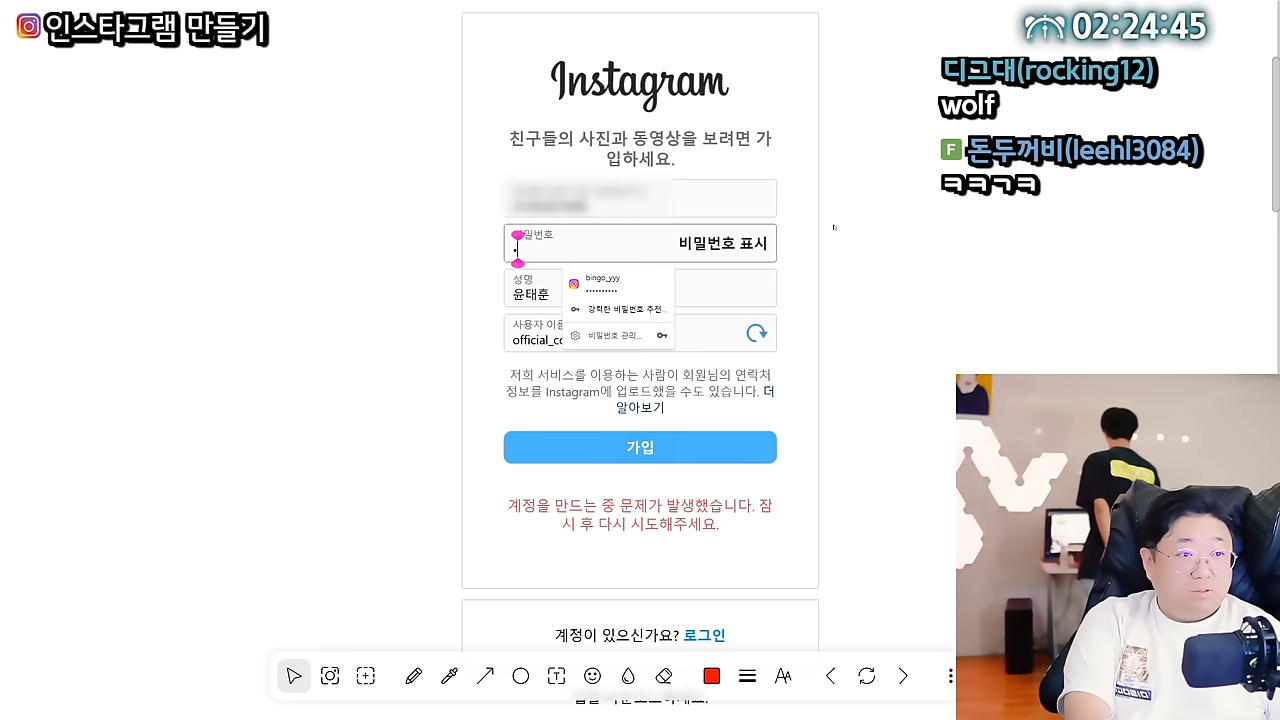 인스타그램 만들기
02:24:45
디그대(rocking12)
wolf
F 돈두꺼비(leehl3084)
ㅋㅋㄱㅋ
Instagram
친구들의 사진과 동영상을 보려면 가
입하세요.
밀번호
비밀번호 표시
bingo_yyy
성명
윤태훈
강력한 비밀번호 추천...
사용자 이
비밀번호 관리...
official_c
저희 서비스를 이용하는 사람이 회원님의 연락처
정보를 Instagram에 업로드했을 수도 있습니다. 더
알아보기
가입
계정을 만드는 중 문제가 발생했습니다. 잠
시 후 다시 시도해주세요.
계정이 있으신가요? 로그인